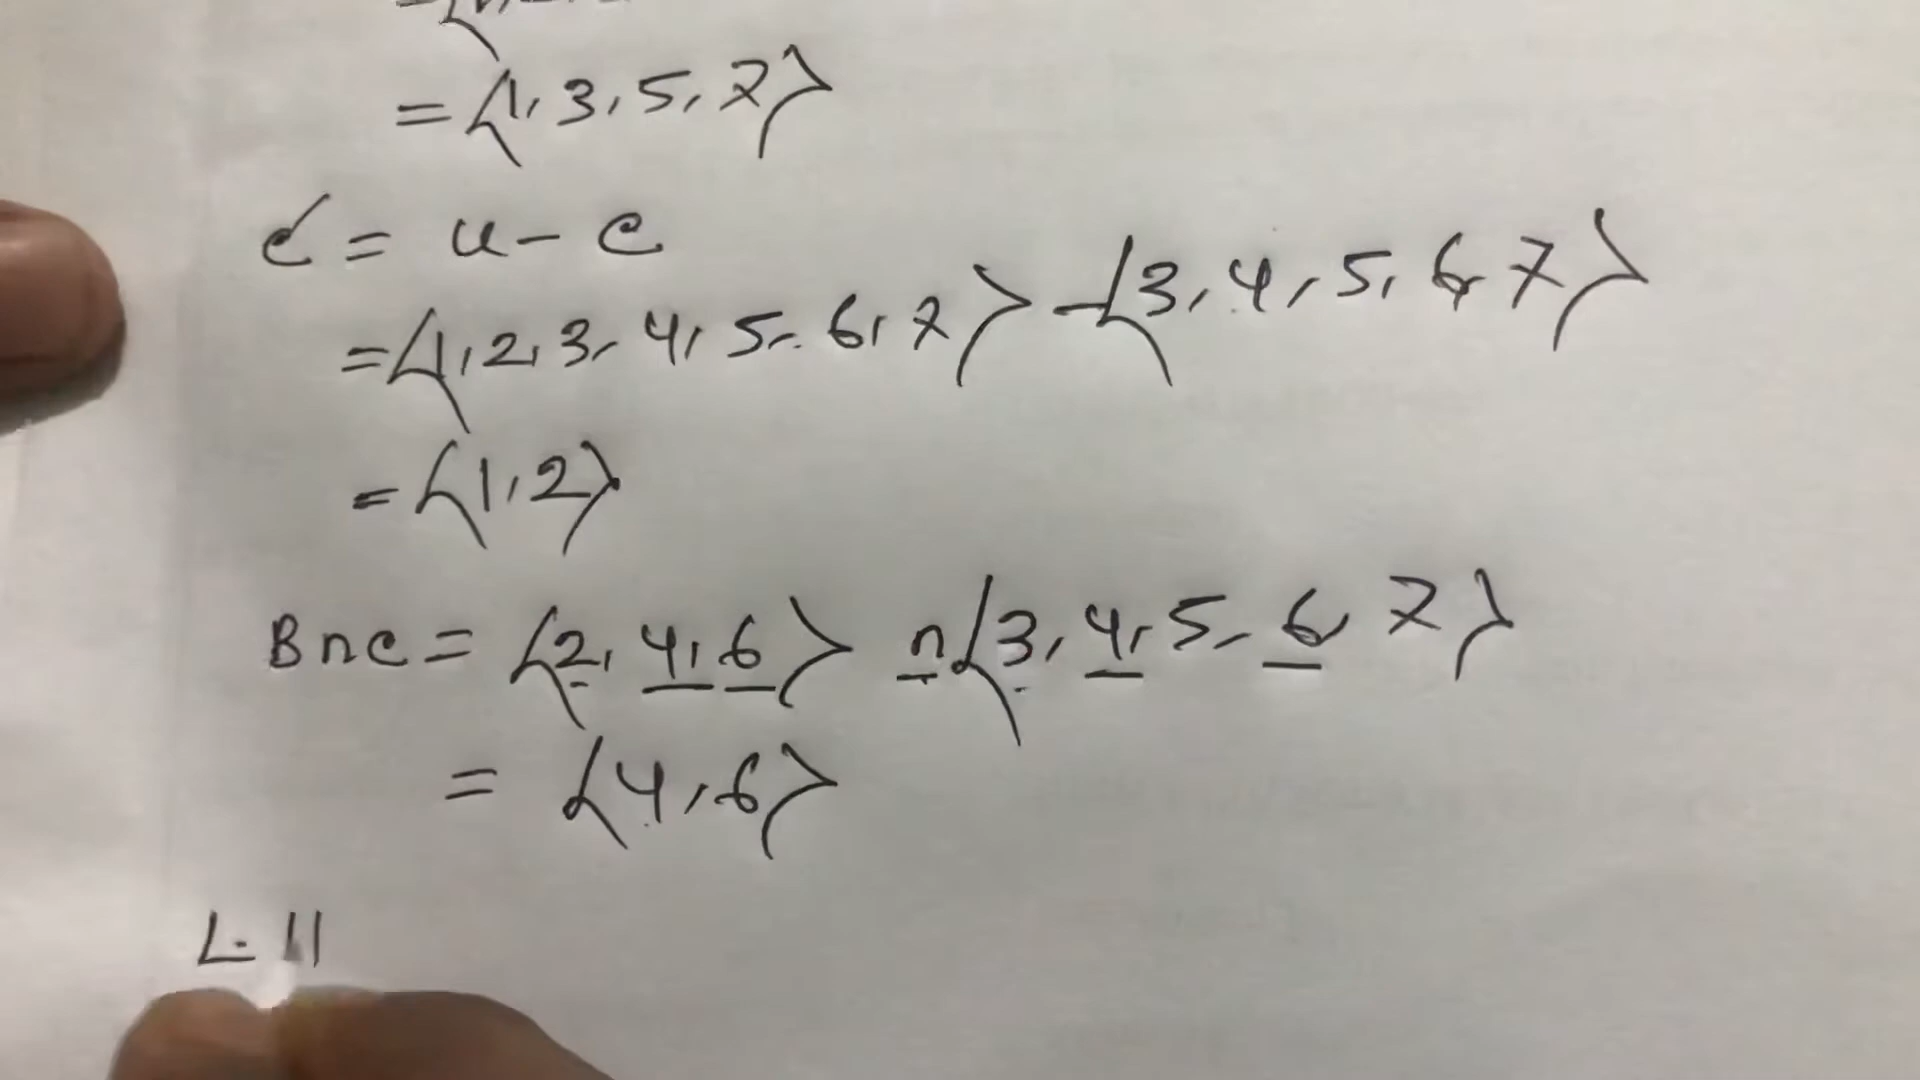 = {1, 3, 5, 7}
c' = u - c
= {1, 2, 3, 4, 5, 6, 7} - {3, 4, 5, 6, 7}
= {1, 2}
B∩C = {2, 4, 6} ∩ {3, 4, 5, 6, 7}
= {4, 6}
L. H